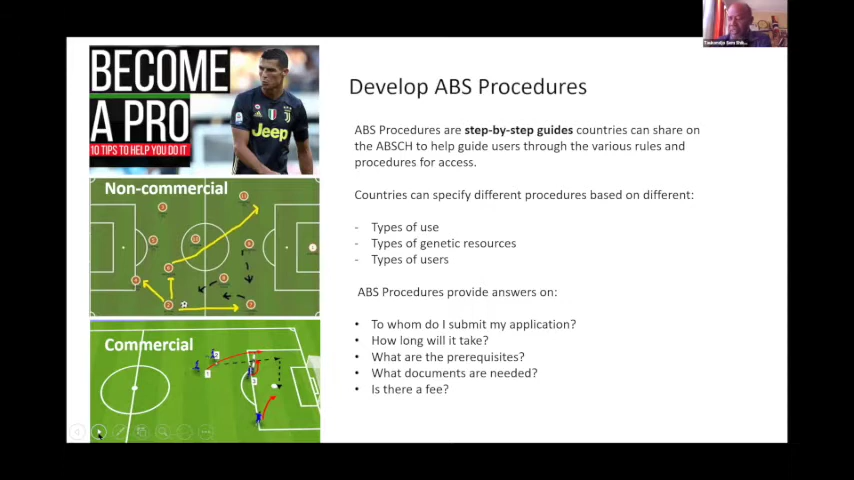 BECOME
A PRO
10 TIPS TO HELP YOU DO IT
Jeep
Non-commercial
Commercial
Develop ABS Procedures
ABS Procedures are step-by-step guides countries can share on
the ABSCH to help guide users through the various rules and
procedures for access.
Countries can specify different procedures based on different:
- Types of use
- Types of genetic resources
- Types of users
ABS Procedures provide answers on:
• To whom do I submit my application?
• How long will it take?
• What are the prerequisites?
• What documents are needed?
• Is there a fee?